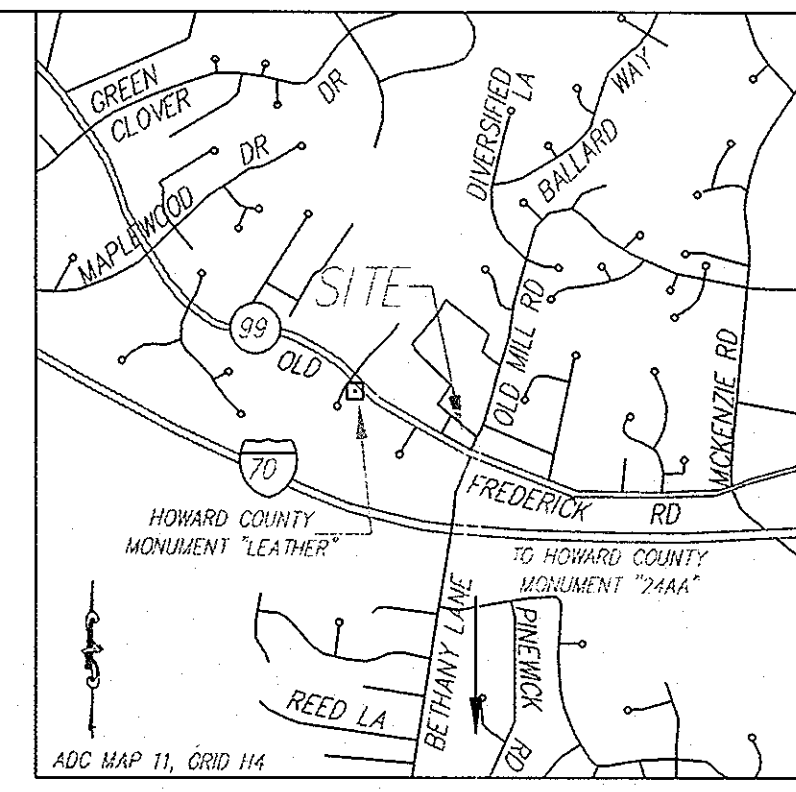 GREEN
CLOVER
DR
DIVERSIFIED
LA
BALLARD
WAY
MAPLEWOOD
DR
SITE
99
OLD
OLD MILL RD
MCKENZIE RD
70
FREDERICK
RD
HOWARD COUNTY
MONUMENT "LEATHER"
TO HOWARD COUNTY
MONUMENT "24AA"
BETHANY LANE
PINEWICK
RD
REED LA
ADC MAP 11, GRID H4